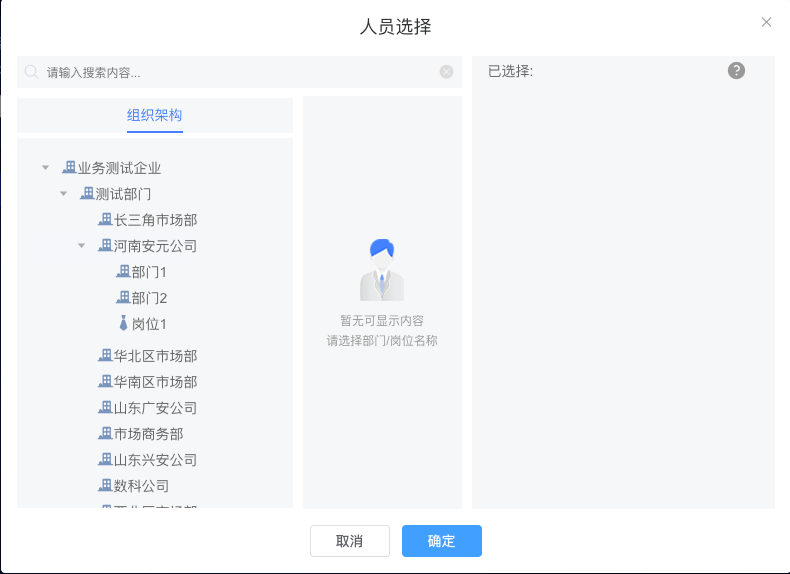 人员选择
请输入搜索内容...
已选择:
组织架构
业务测试企业
测试部门
长三角市场部
河南安元公司
部门1
部门2
岗位1
华北区市场部
华南区市场部
山东广安公司
市场商务部
山东兴安公司
数科公司
暂无可显示内容
请选择部门/岗位名称
取消
确定